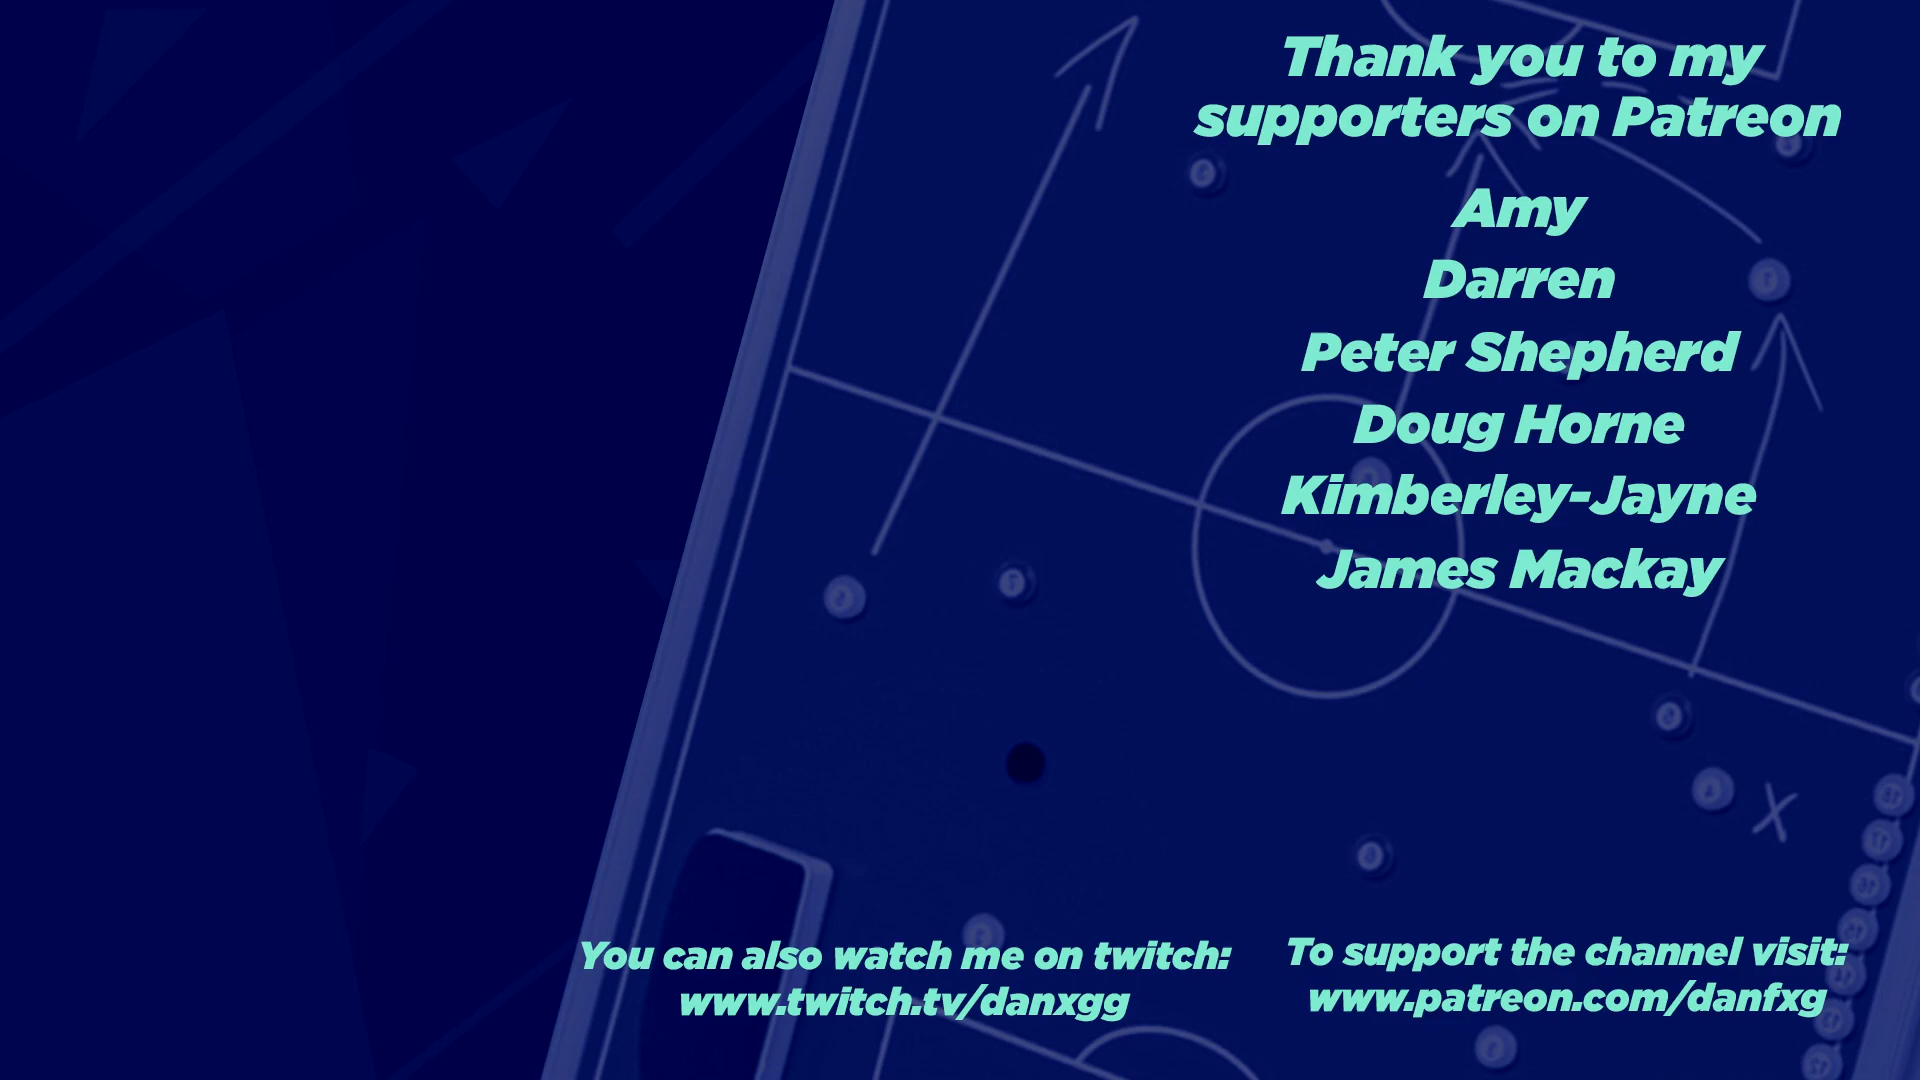 Thank you to my
supporters on Patreon
Amy
Darren
Peter Shepherd
Doug Horne
Kimberley-Jayne
James Mackay
You can also watch me on twitch:
www.twitch.tv/danxgg
To support the channel visit:
www.patreon.com/danfxg